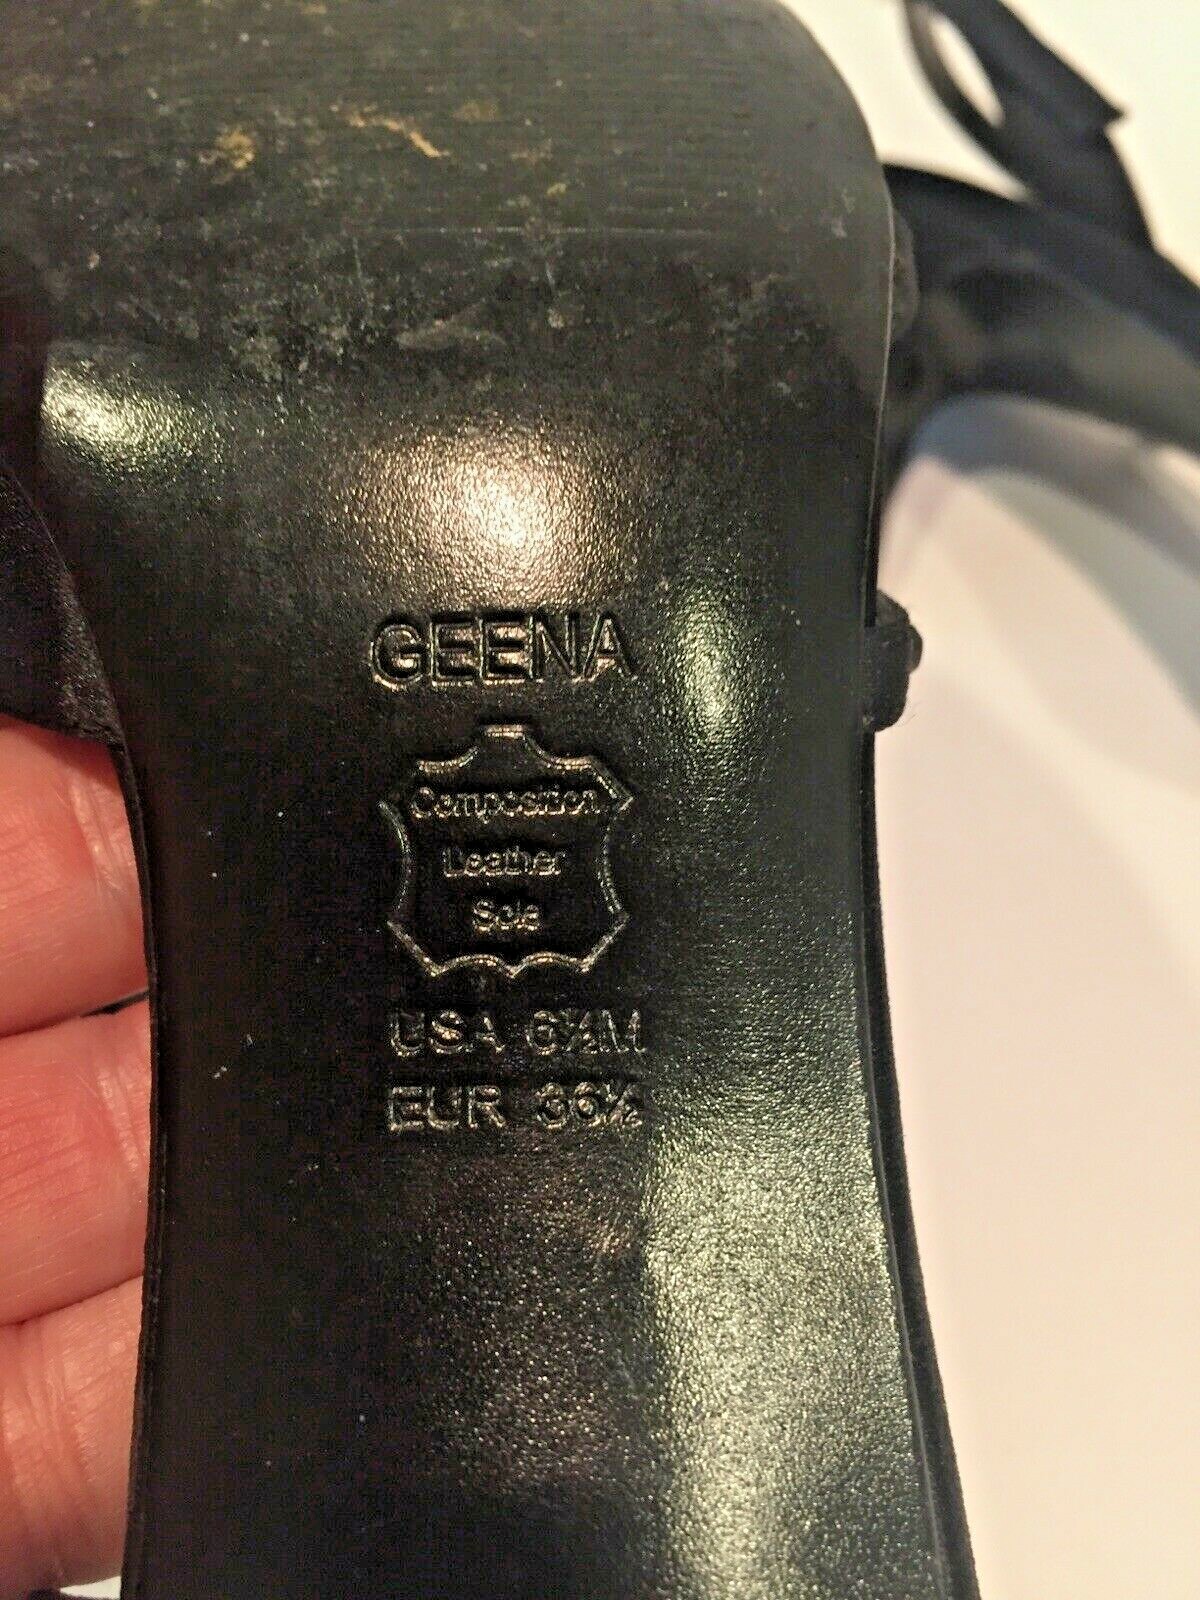 GEENA
Composition
Leather
Sole
USA 6½M
EUR 36½